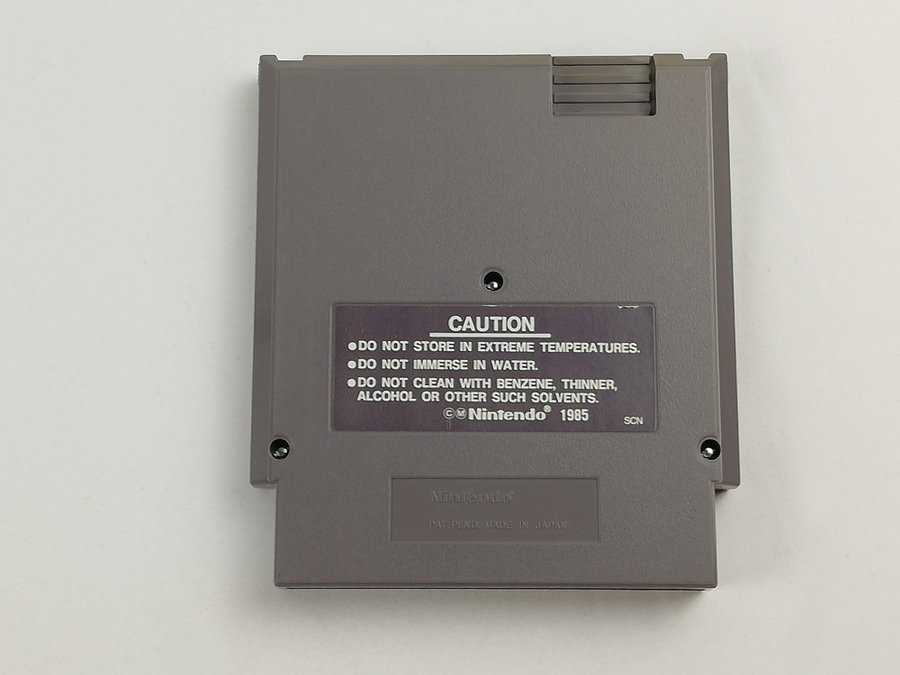 CAUTION
●DO NOT STORE IN EXTREME TEMPERATURES.
●DO NOT IMMERSE IN WATER.
●DO NOT CLEAN WITH BENZENE, THINNER,
ALCOHOL OR OTHER SUCH SOLVENTS.
©ⓂNintendo® 1985
SCN
Nintendo®
PAT. PEND. MADE IN JAPAN